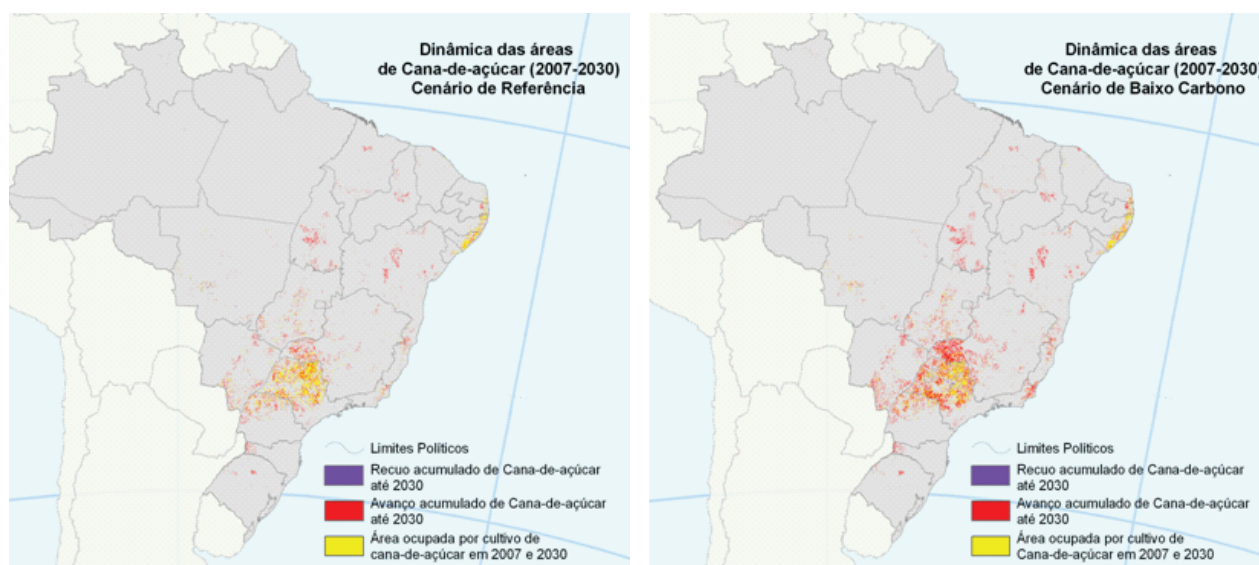 Dinâmica das áreas
de Cana-de-açúcar (2007-2030)
Cenário de Referência
Limites Políticos
Recuo acumulado de Cana-de-açúcar
até 2030
Avanço acumulado de Cana-de-açúcar
até 2030
Área ocupada por cultivo de
cana-de-açúcar em 2007 e 2030
Dinâmica das áreas
de Cana-de-açúcar (2007-2030)
Cenário de Baixo Carbono
Limites Políticos
Recuo acumulado de Cana-de-açúcar
até 2030
Avanço acumulado de Cana-de-açúcar
até 2030
Área ocupada por cultivo de
Cana-de-açúcar em 2007 e 2030